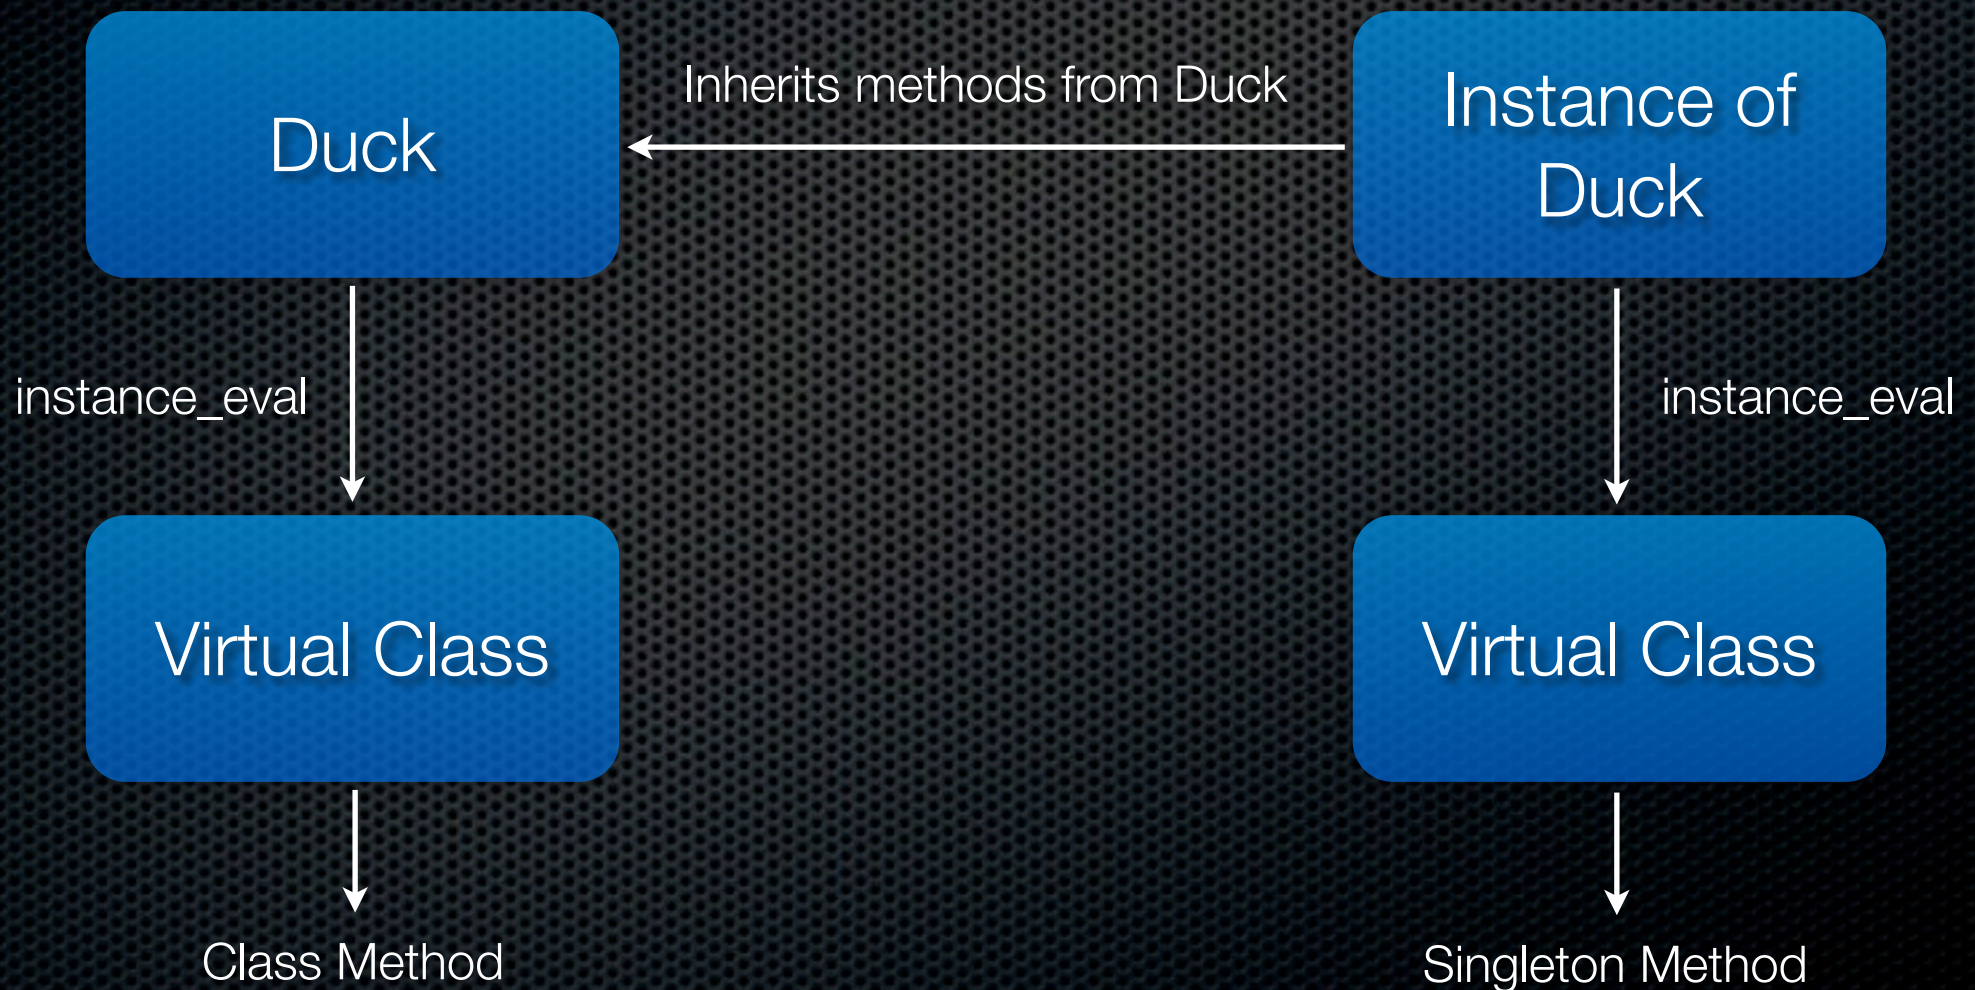 Duck
Inherits methods from Duck
Instance of
Duck
instance_eval
instance_eval
Virtual Class
Virtual Class
Class Method
Singleton Method